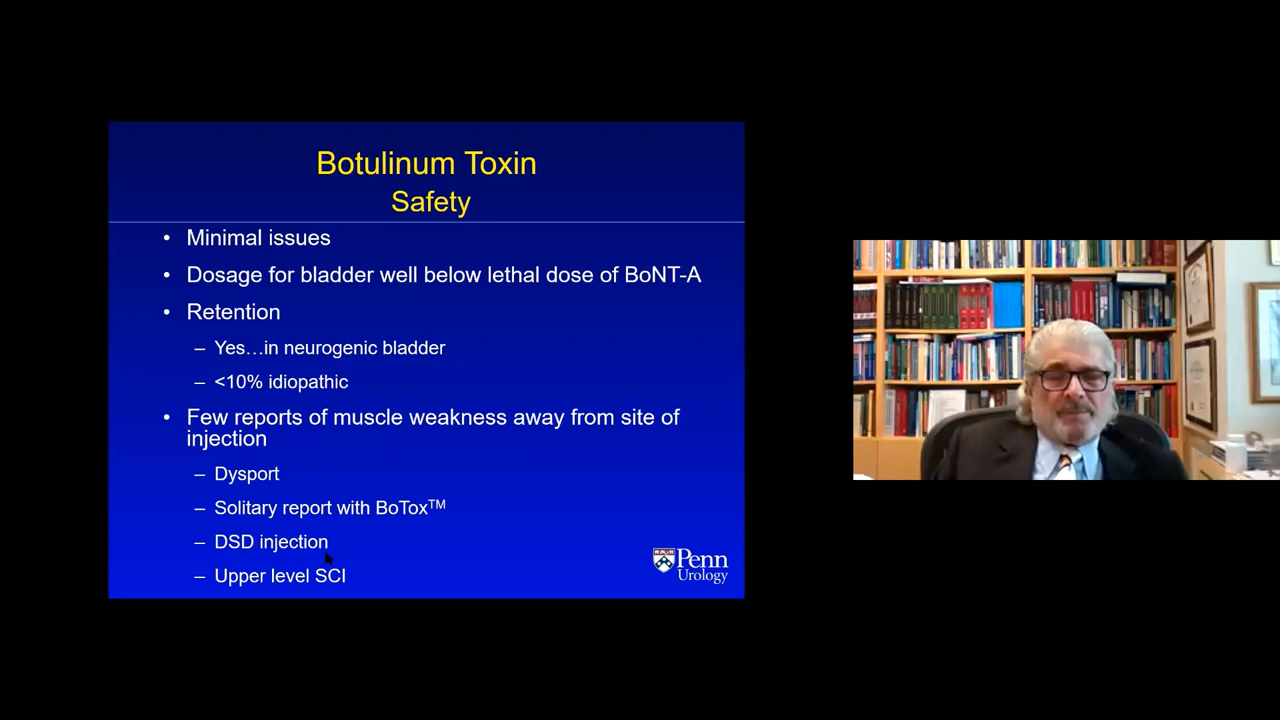 Botulinum Toxin
Safety
• Minimal issues
• Dosage for bladder well below lethal dose of BoNT-A
• Retention
– Yes…in neurogenic bladder
– <10% idiopathic
• Few reports of muscle weakness away from site of
injection
– Dysport
– Solitary report with BoTox™
– DSD injection
– Upper level SCI
Penn
Urology